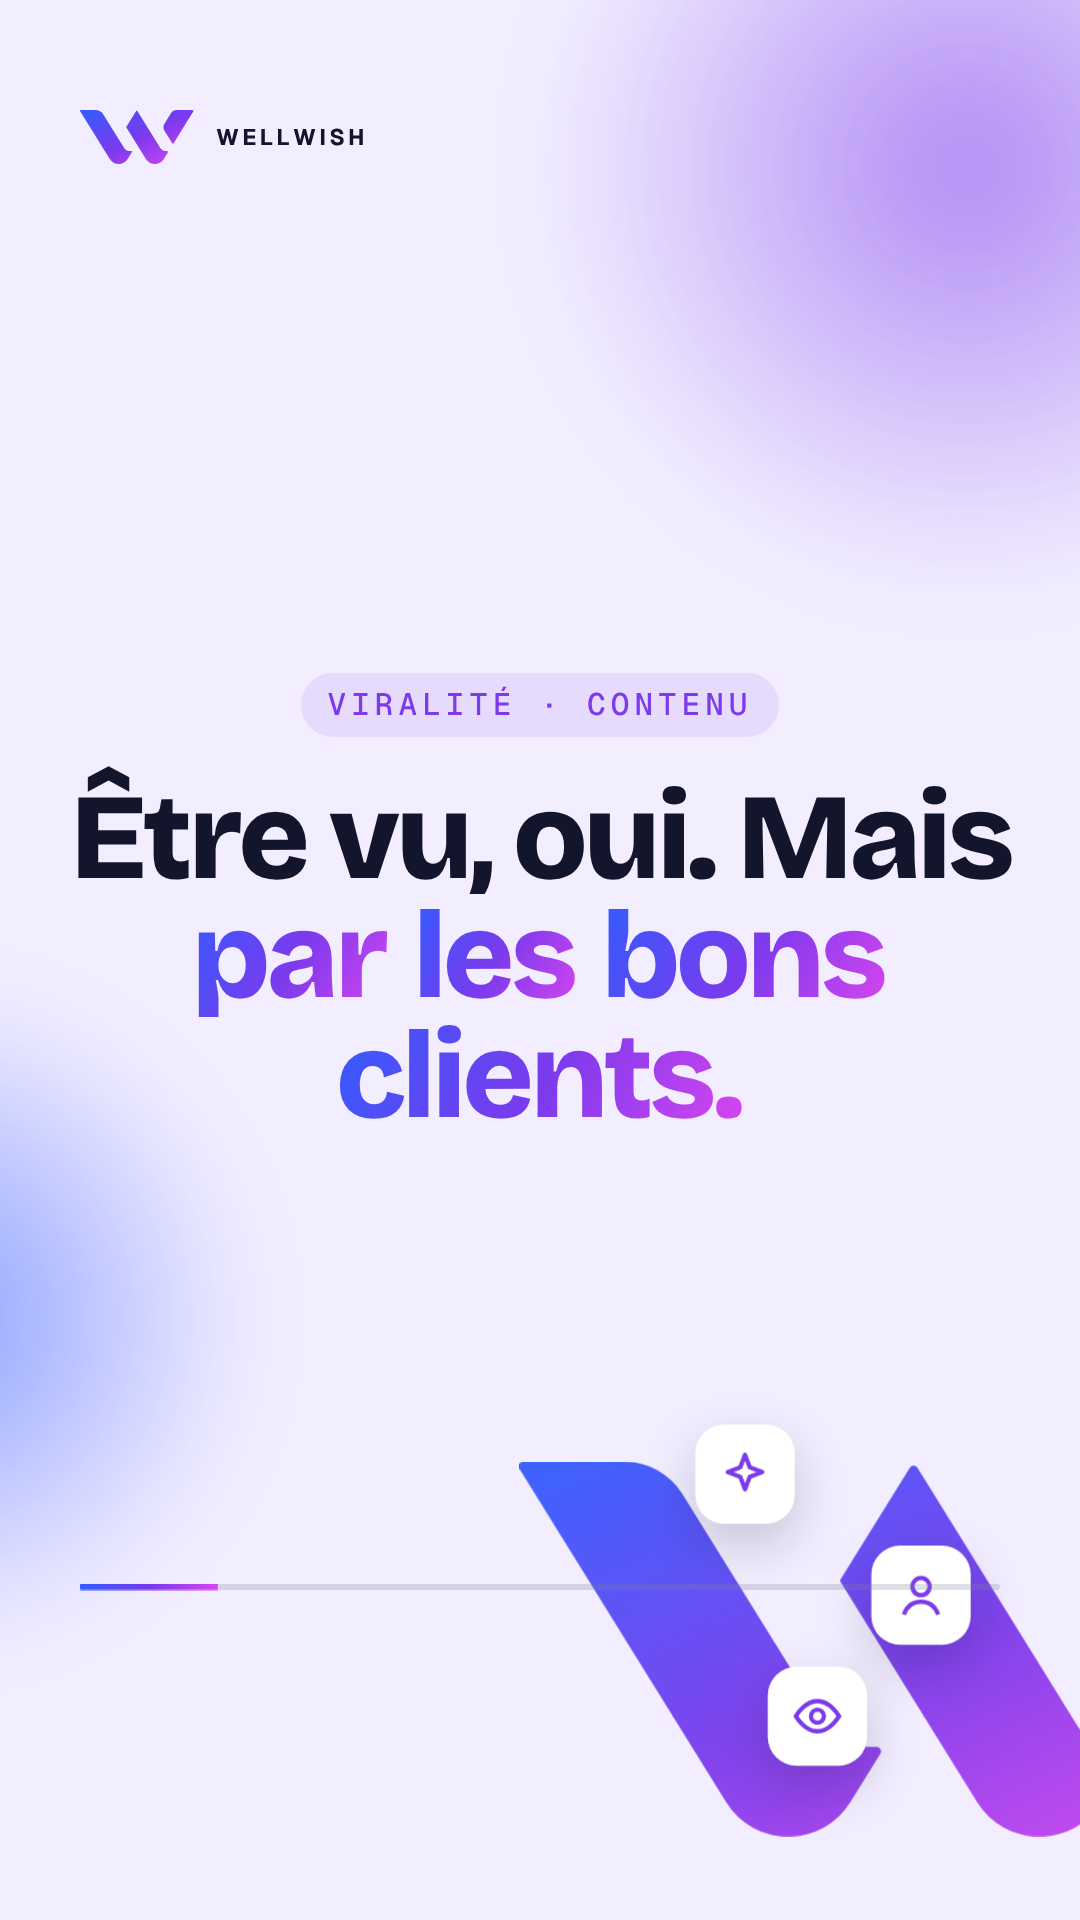 WELLWISH
VIRALITÉ · CONTENU
Être vu, oui. Mais
par les bons
clients.